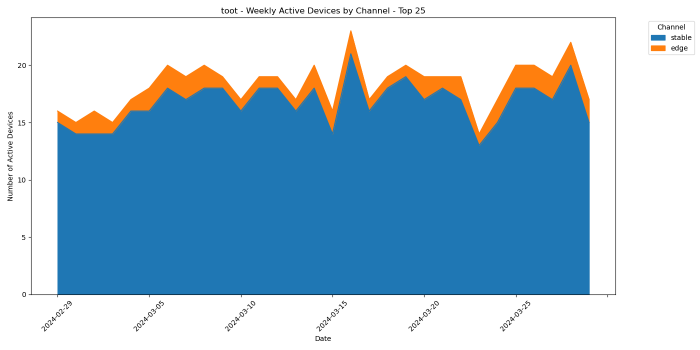 toot - Weekly Active Devices by Channel - Top 25
Channel
stable
edge
Number of Active Devices
20
15
10
5
0
2024-02-29
2024-03-05
2024-03-10
2024-03-15
2024-03-20
2024-03-25
Date